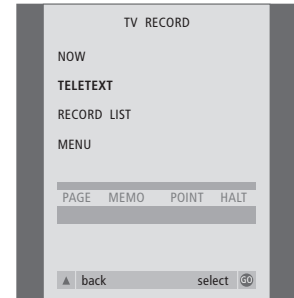 TV RECORD
NOW
TELETEXT
RECORD LIST
MENU
PAGE MEMO POINT HALT
▲ back select GO